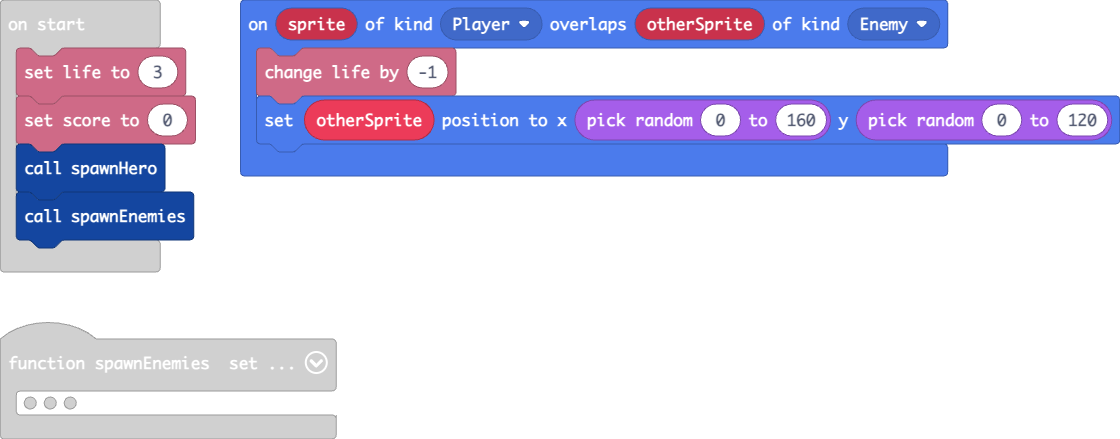 on start
set life to 3
set score to 0
call spawnHero
call spawnEnemies
on sprite of kind Player overlaps otherSprite of kind Enemy
change life by -1
set otherSprite position to x pick random 0 to 160 y pick random 0 to 120
function spawnEnemies set ...